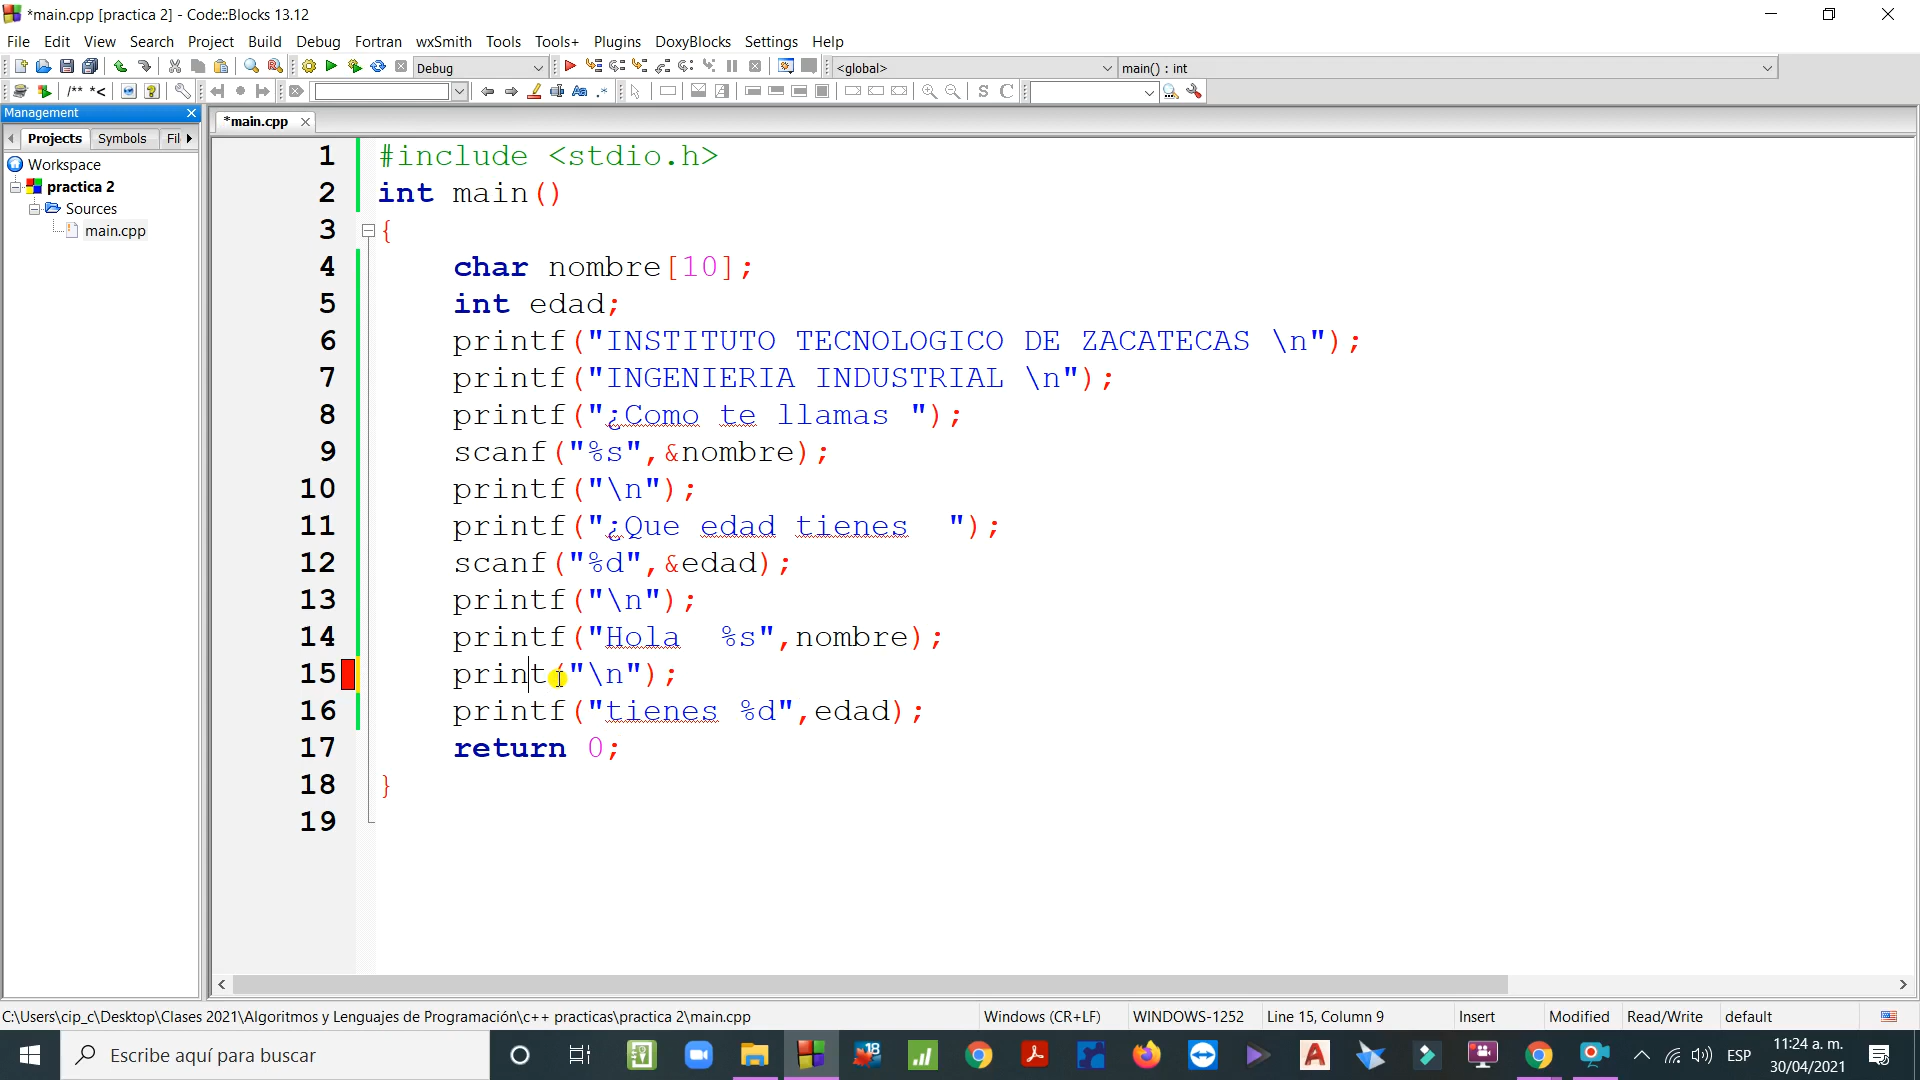 *main.cpp [practica 2] - Code::Blocks 13.12
File Edit View Search Project Build Debug Fortran wxSmith Tools Tools+ Plugins DoxyBlocks Settings Help
Debug <global> main() : int
/** *< Aa .* S C
Management
Projects Symbols Fil *main.cpp
Workspace
practica 2
Sources
main.cpp
1 #include <stdio.h>
2 int main()
3 {
4 char nombre[10];
5 int edad;
6 printf("INSTITUTO TECNOLOGICO DE ZACATECAS \n");
7 printf("INGENIERIA INDUSTRIAL \n");
8 printf("¿Como te llamas ");
9 scanf("%s",&nombre);
10 printf("\n");
11 printf("¿Que edad tienes  ");
12 scanf("%d",&edad);
13 printf("\n");
14 printf("Hola  %s",nombre);
15 print("\n");
16 printf("tienes %d",edad);
17 return 0;
18 }
19
C:\Users\cip_c\Desktop\Clases 2021\Algoritmos y Lenguajes de Programación\c++ practicas\practica 2\main.cpp Windows (CR+LF) WINDOWS-1252 Line 15, Column 9 Insert Modified Read/Write default
Escribe aquí para buscar 18 ESP 11:24 a. m.
30/04/2021